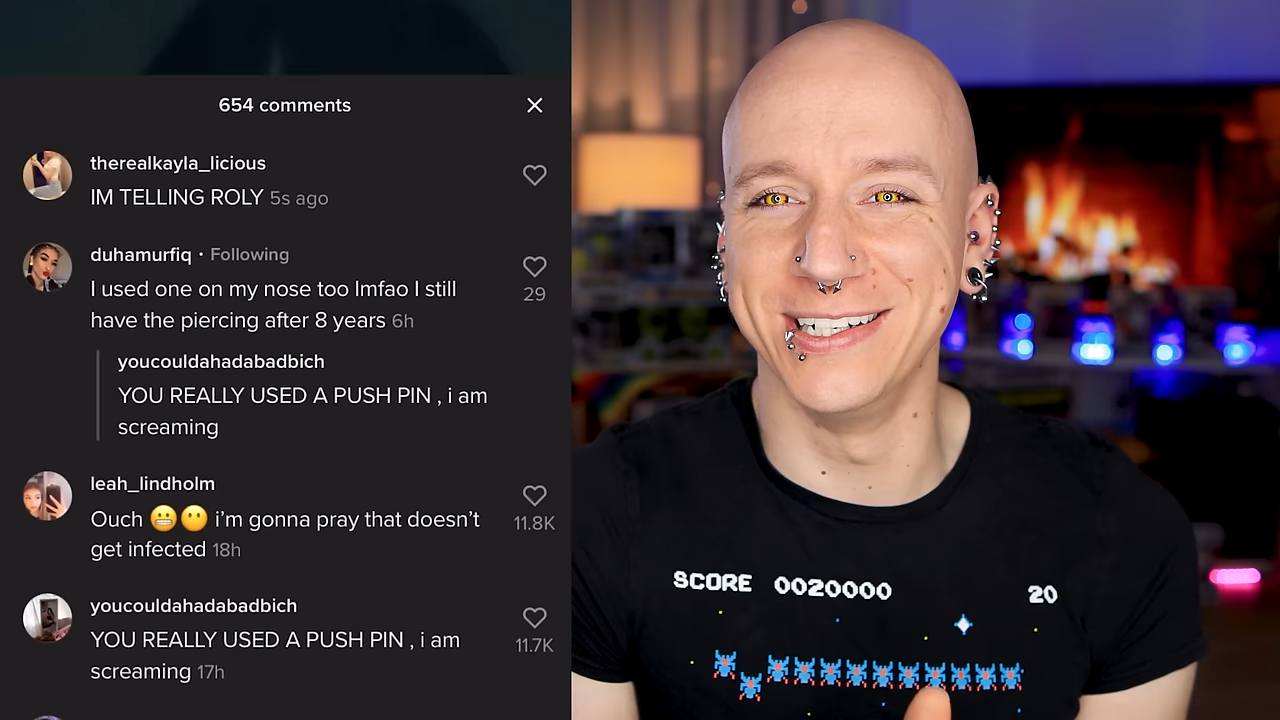 654 comments
therealkayla_licious
IM TELLING ROLY 5s ago
duhamurfiq · Following
I used one on my nose too lmfao I still
have the piercing after 8 years 6h
29
youcouldahadabadbich
YOU REALLY USED A PUSH PIN , i am
screaming
leah_lindholm
Ouch 😬😶 i’m gonna pray that doesn’t
get infected 18h
11.8K
youcouldahadabadbich
YOU REALLY USED A PUSH PIN , i am
screaming 17h
11.7K
SCORE 0020000 20